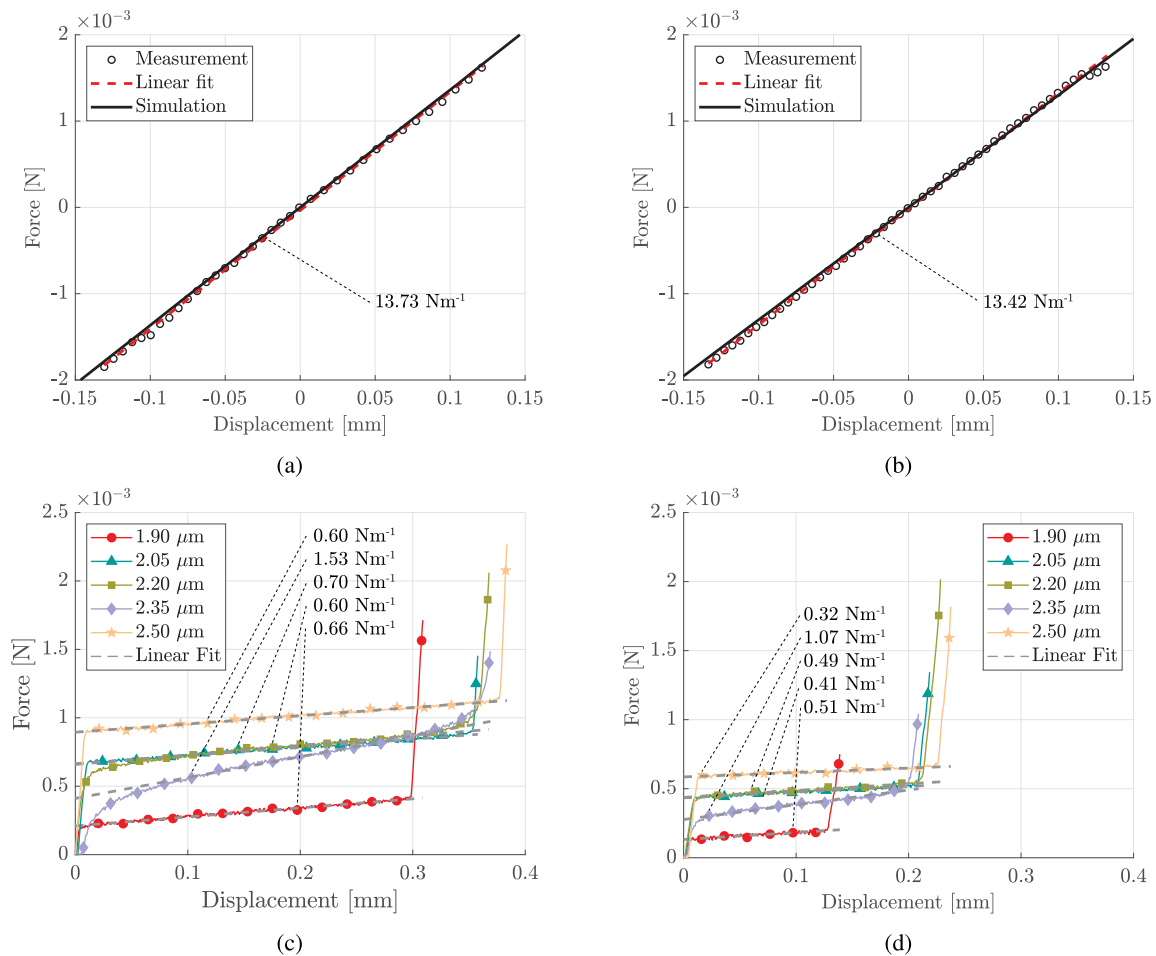 ×10⁻³
2
1
0
-1
-2
Force [N]
Measurement
Linear fit
Simulation
13.73 Nm⁻¹
-0.15 -0.1 -0.05 0 0.05 0.1 0.15
Displacement [mm]
(a)
×10⁻³
2
1
0
-1
-2
Force [N]
Measurement
Linear fit
Simulation
13.42 Nm⁻¹
-0.15 -0.1 -0.05 0 0.05 0.1 0.15
Displacement [mm]
(b)
×10⁻³
2.5
2
1.5
1
0.5
0
Force [N]
1.90 μm
2.05 μm
2.20 μm
2.35 μm
2.50 μm
Linear Fit
0.60 Nm⁻¹
1.53 Nm⁻¹
0.70 Nm⁻¹
0.60 Nm⁻¹
0.66 Nm⁻¹
0 0.1 0.2 0.3 0.4
Displacement [mm]
(c)
×10⁻³
2.5
2
1.5
1
0.5
0
Force [N]
1.90 μm
2.05 μm
2.20 μm
2.35 μm
2.50 μm
Linear Fit
0.32 Nm⁻¹
1.07 Nm⁻¹
0.49 Nm⁻¹
0.41 Nm⁻¹
0.51 Nm⁻¹
0 0.1 0.2 0.3 0.4
Displacement [mm]
(d)